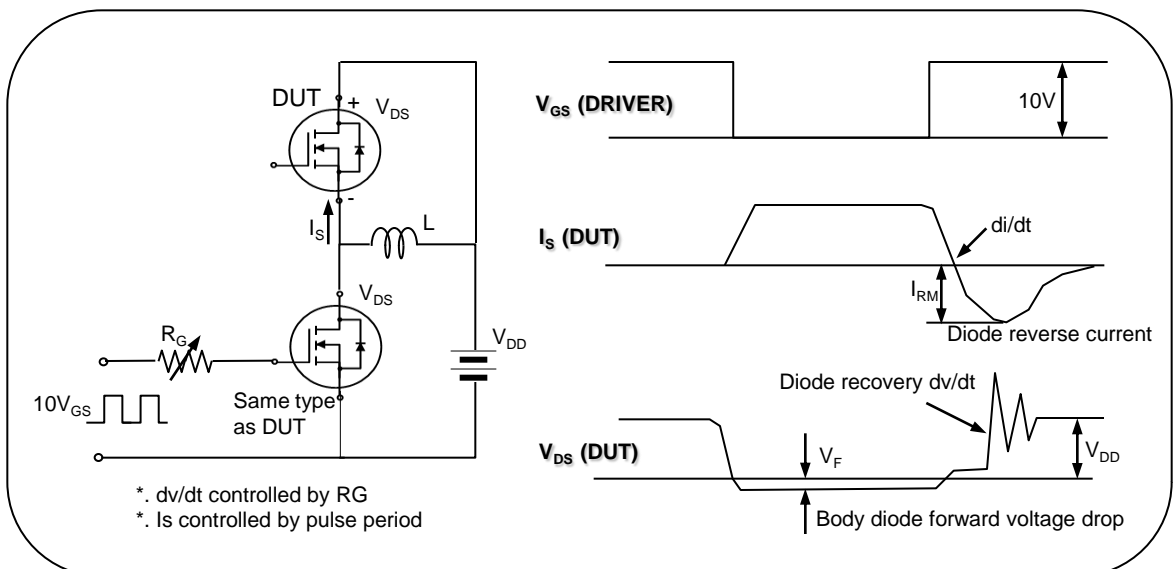 DUT
+
V_DS
-
I_S
L
V_DS
R_G
V_DD
10V_GS
Same type
as DUT
*. dv/dt controlled by RG
*. Is controlled by pulse period
V_GS (DRIVER)
10V
I_S (DUT)
di/dt
I_RM
Diode reverse current
Diode recovery dv/dt
V_DS (DUT)
V_F
V_DD
Body diode forward voltage drop